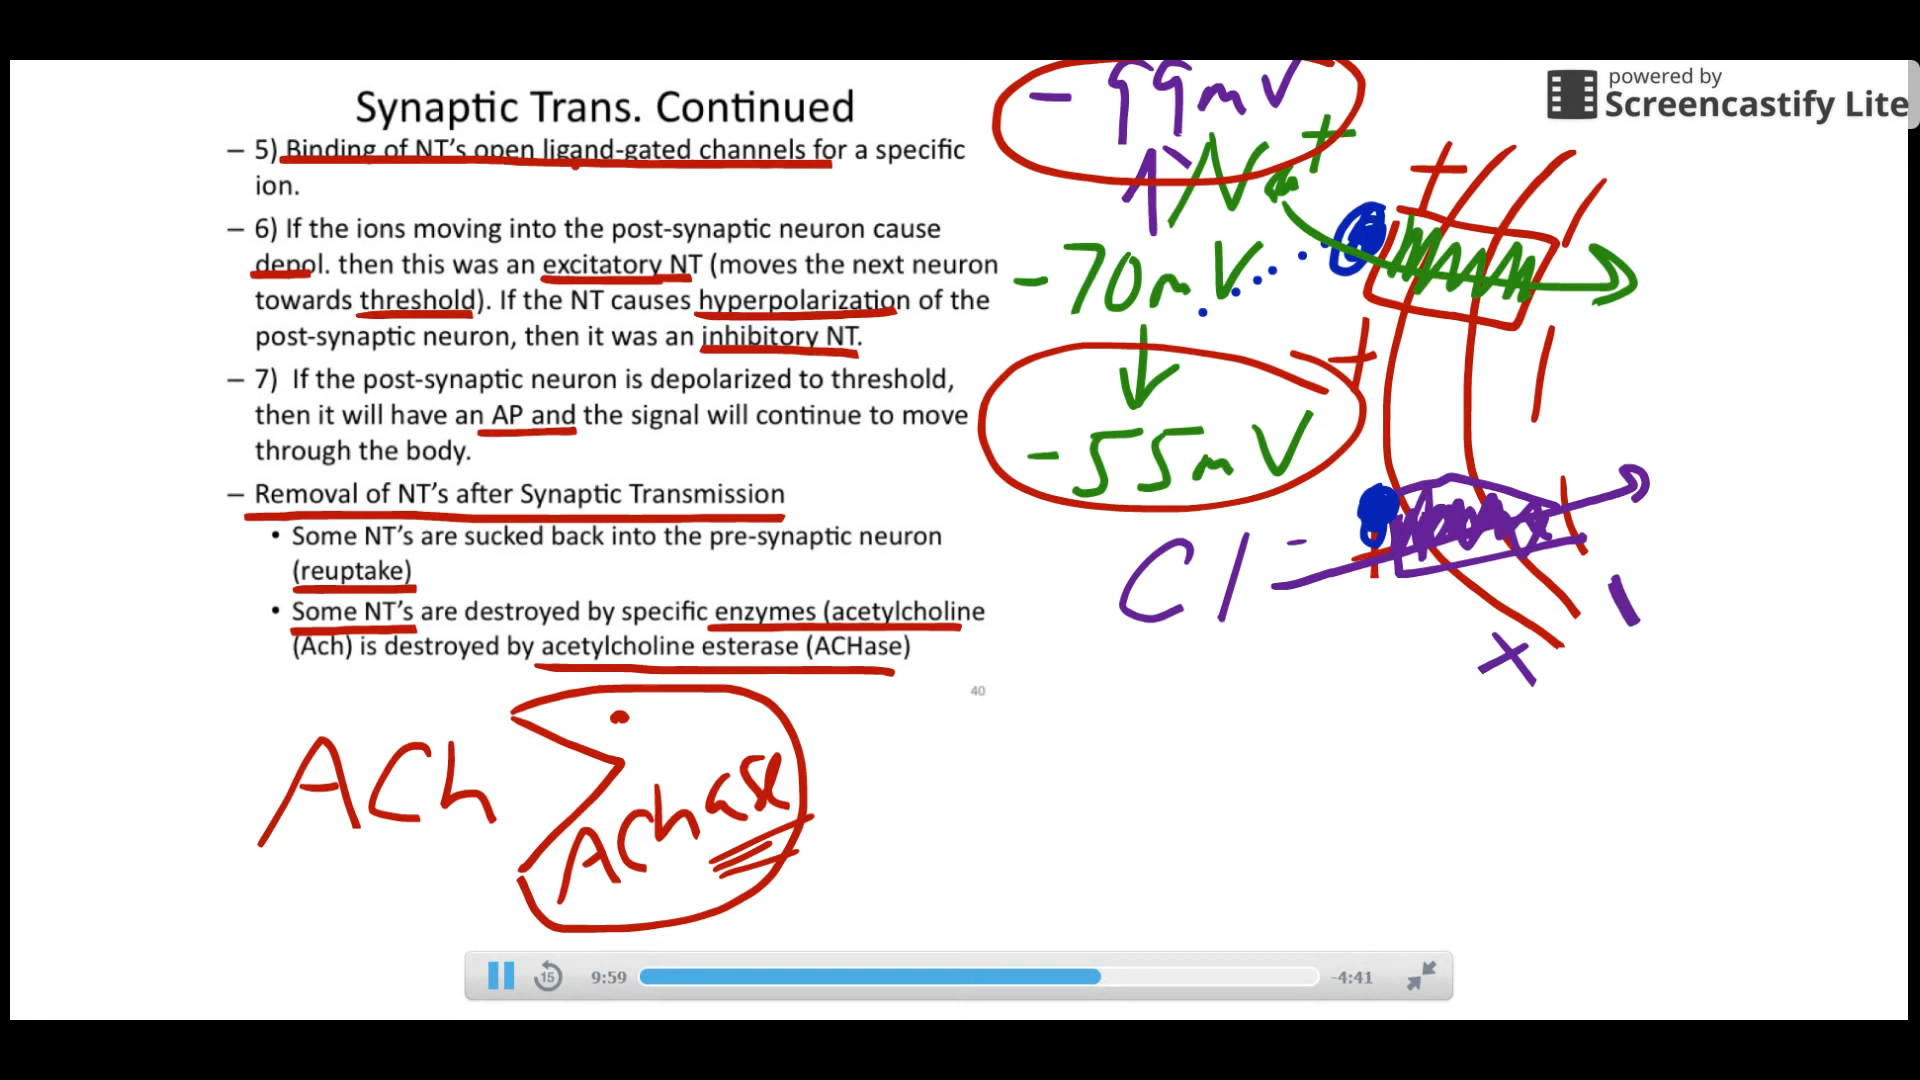 powered by
Screencastify Lite
Synaptic Trans. Continued
– 5) Binding of NT's open ligand-gated channels for a specific
ion.
– 6) If the ions moving into the post-synaptic neuron cause
depol. then this was an excitatory NT (moves the next neuron
towards threshold). If the NT causes hyperpolarization of the
post-synaptic neuron, then it was an inhibitory NT.
– 7) If the post-synaptic neuron is depolarized to threshold,
then it will have an AP and the signal will continue to move
through the body.
– Removal of NT's after Synaptic Transmission
• Some NT's are sucked back into the pre-synaptic neuron
(reuptake)
• Some NT's are destroyed by specific enzymes (acetylcholine
(Ach) is destroyed by acetylcholine esterase (ACHase)
40
-99mV
Na+
-70mV
-55mV
Cl-
ACh
AChase
9:59
-4:41
15